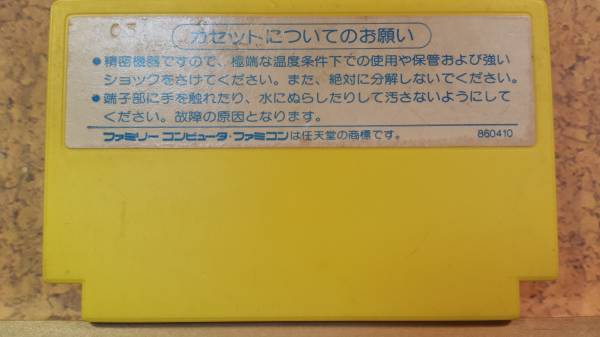 カセットについてのお願い
●精密機器ですので、極端な温度条件下での使用や保管および強い
ショックをさけてください。また、絶対に分解しないでください。
●端子部に手を触れたり、水にぬらしたりして汚さないようにして
ください。故障の原因となります。
ファミリーコンピュータ・ファミコンは任天堂の商標です。 860410